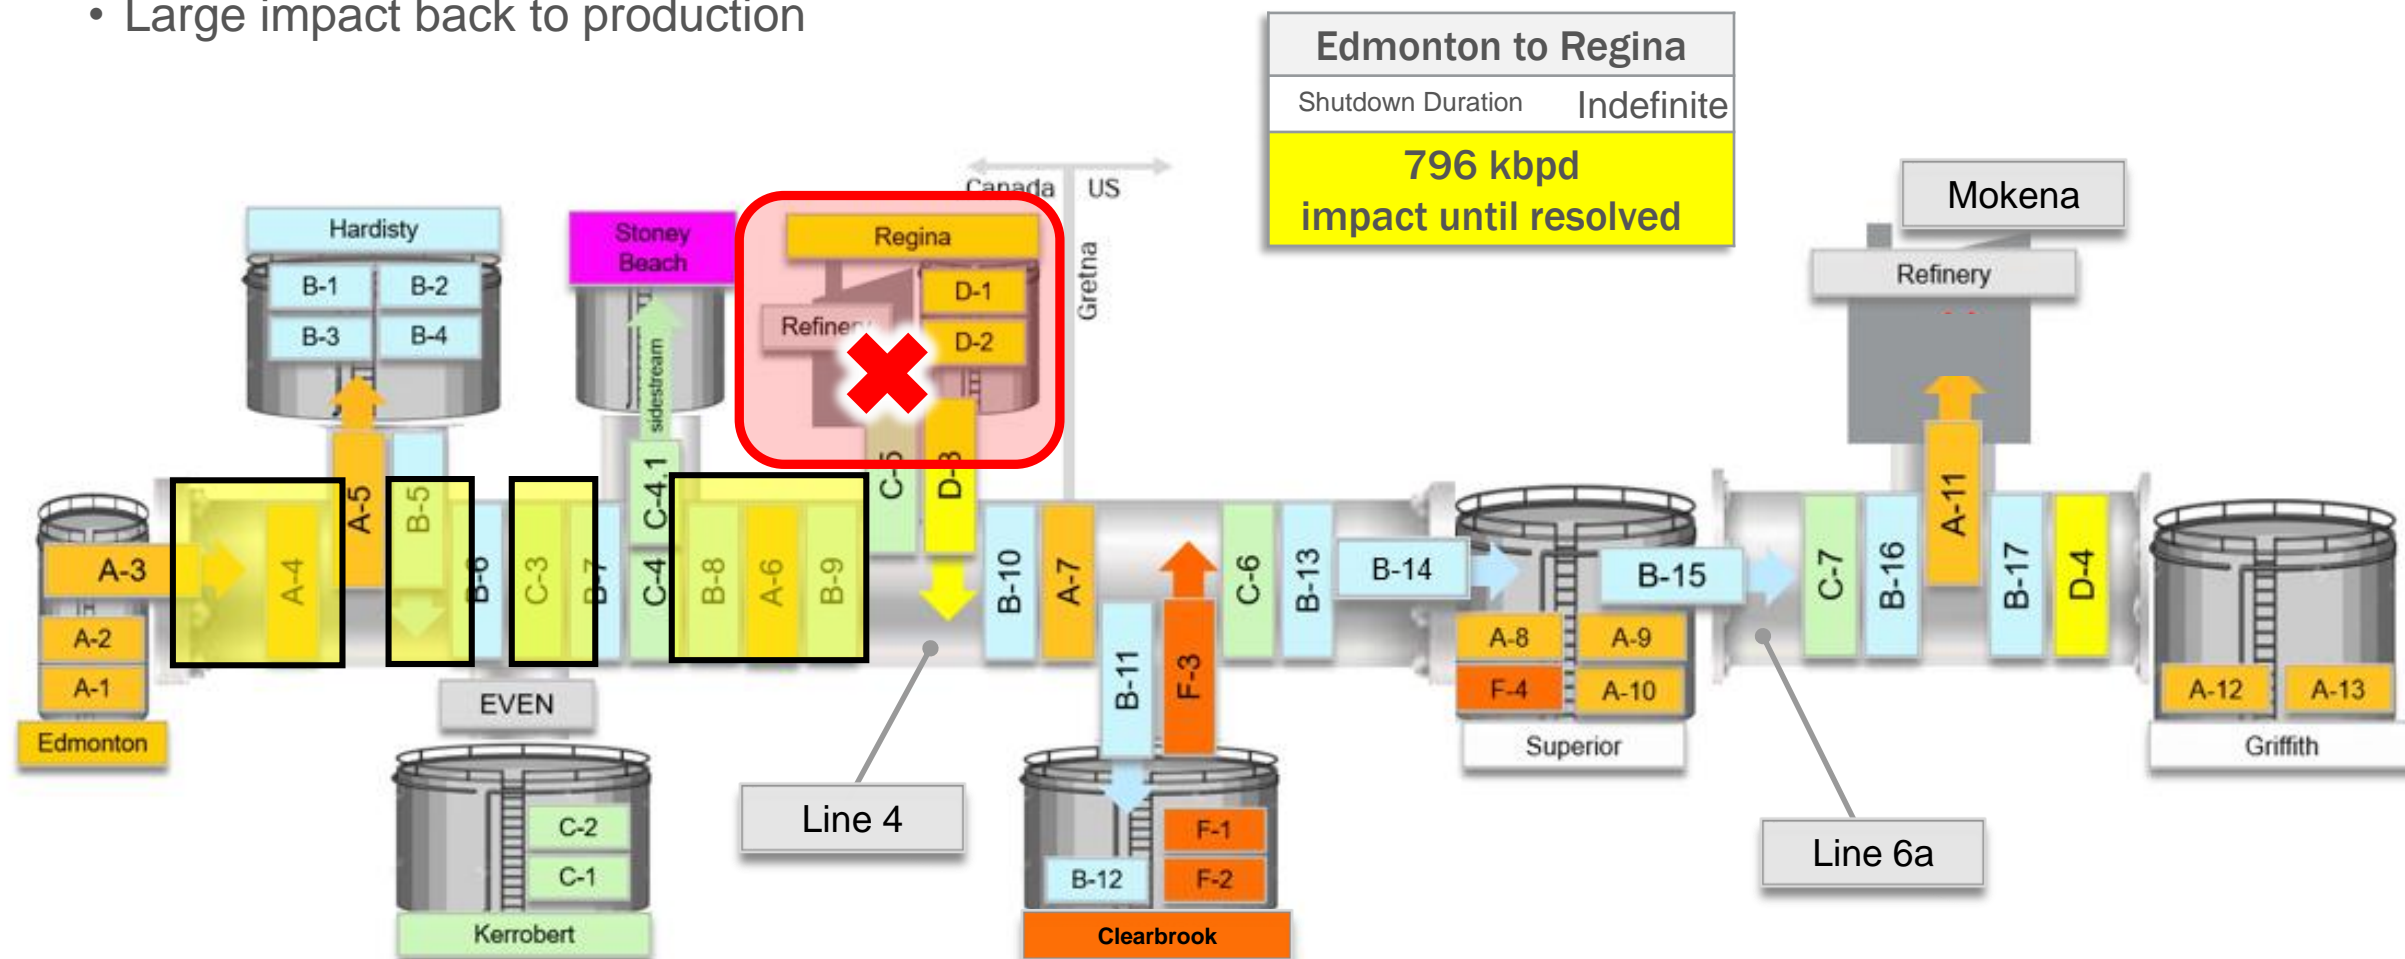 • Large impact back to production
Edmonton to Regina
Shutdown Duration Indefinite
796 kbpd
impact until resolved
Canada US
Gretna
Mokena
Refinery
Hardisty
B-1 B-2
B-3 B-4
Stoney
Beach
sidestream
Regina
Refinery
D-1
D-2
A-3
A-2
A-1
Edmonton
A-4
A-5
B-5
B-6
C-3
B-7
C-4,1
C-4
B-8
A-6
B-9
C-5
D-3
B-10
A-7
B-11
F-3
C-6
B-13
B-14
B-15
A-8 A-9
F-4 A-10
Superior
C-7
B-16
A-11
B-17
D-4
A-12 A-13
Griffith
EVEN
C-2
C-1
Kerrobert
Line 4
F-1
B-12 F-2
Clearbrook
Line 6a